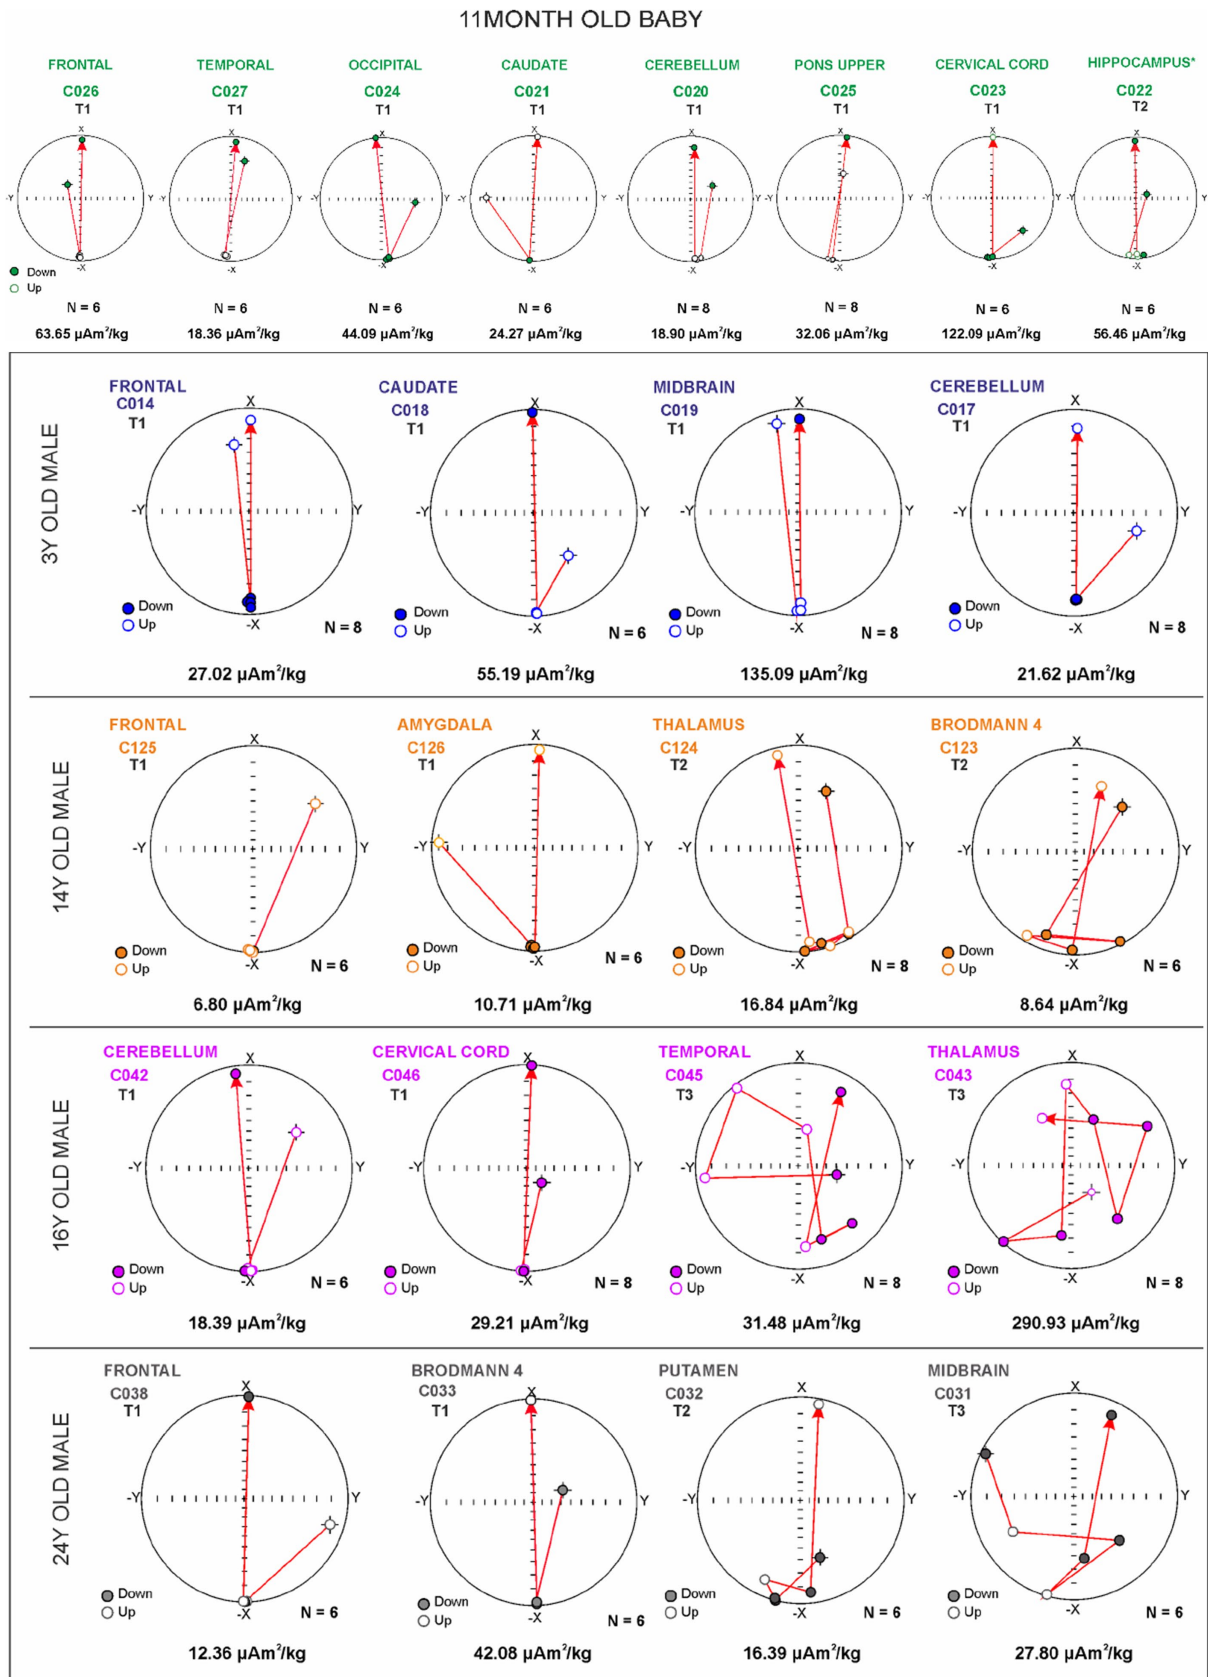 11MONTH OLD BABY
FRONTAL TEMPORAL OCCIPITAL CAUDATE CEREBELLUM PONS UPPER CERVICAL CORD HIPPOCAMPUS*
C026 C027 C024 C021 C020 C025 C023 C022
T1 T1 T1 T1 T1 T1 T1 T2
X X X X X X X X
-Y Y -Y Y -Y Y -Y Y -Y Y -Y Y -Y Y -Y Y
-X -X -X -X -X -X -X -X
Down
Up
N = 6 N = 6 N = 6 N = 6 N = 8 N = 8 N = 6 N = 6
63.65 µAm²/kg 18.36 µAm²/kg 44.09 µAm²/kg 24.27 µAm²/kg 18.90 µAm²/kg 32.06 µAm²/kg 122.09 µAm²/kg 56.46 µAm²/kg
3Y OLD MALE
FRONTAL CAUDATE MIDBRAIN CEREBELLUM
C014 C018 C019 C017
T1 T1 T1 T1
X X X X
-Y Y -Y Y -Y Y -Y Y
Down Down Down Down
Up Up Up Up
-X -X -X -X
N = 8 N = 6 N = 8 N = 8
27.02 µAm²/kg 55.19 µAm²/kg 135.09 µAm²/kg 21.62 µAm²/kg
14Y OLD MALE
FRONTAL AMYGDALA THALAMUS BRODMANN 4
C125 C126 C124 C123
T1 T1 T2 T2
X X X X
-Y Y -Y Y -Y Y -Y Y
Down Down Down Down
Up Up Up Up
-X -X -X -X
N = 6 N = 6 N = 8 N = 6
6.80 µAm²/kg 10.71 µAm²/kg 16.84 µAm²/kg 8.64 µAm²/kg
16Y OLD MALE
CEREBELLUM CERVICAL CORD TEMPORAL THALAMUS
C042 C046 C045 C043
T1 T1 T3 T3
X X X X
-Y Y -Y Y -Y Y -Y Y
Down Down Down Down
Up Up Up Up
-X -X -X -X
N = 6 N = 8 N = 8 N = 8
18.39 µAm²/kg 29.21 µAm²/kg 31.48 µAm²/kg 290.93 µAm²/kg
24Y OLD MALE
FRONTAL BRODMANN 4 PUTAMEN MIDBRAIN
C038 C033 C032 C031
T1 T1 T2 T3
X X X X
-Y Y -Y Y -Y Y -Y Y
Down Down Down Down
Up Up Up Up
-X -X -X -X
N = 6 N = 6 N = 6 N = 6
12.36 µAm²/kg 42.08 µAm²/kg 16.39 µAm²/kg 27.80 µAm²/kg